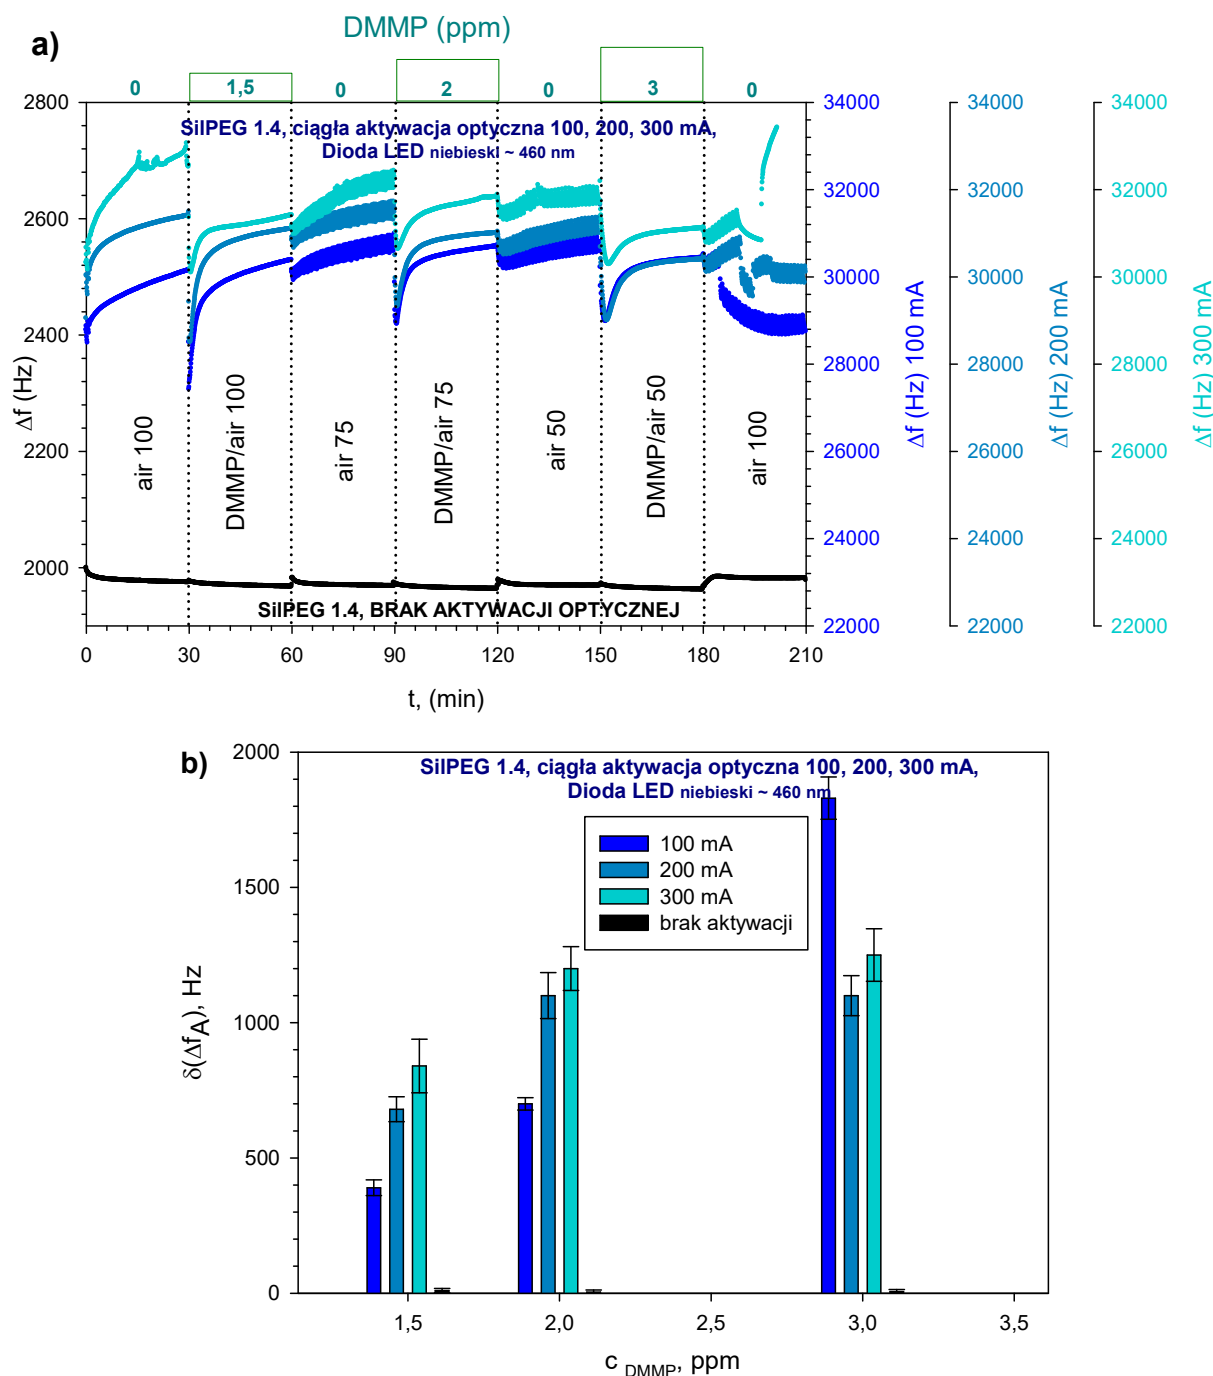 a)
DMMP (ppm)
0 1,5 0 2 0 3 0
SilPEG 1.4, ciągła aktywacja optyczna 100, 200, 300 mA,
Dioda LED niebieski ~ 460 nm
2800
2600
2400
2200
2000
Δf (Hz)
air 100
DMMP/air 100
air 75
DMMP/air 75
air 50
DMMP/air 50
air 100
SilPEG 1.4, BRAK AKTYWACJI OPTYCZNEJ
0 30 60 90 120 150 180 210
t, (min)
34000
32000
30000
28000
26000
24000
22000
Δf (Hz) 100 mA
34000
32000
30000
28000
26000
24000
22000
Δf (Hz) 200 mA
34000
32000
30000
28000
26000
24000
22000
Δf (Hz) 300 mA
b)
SilPEG 1.4, ciągła aktywacja optyczna 100, 200, 300 mA,
Dioda LED niebieski ~ 460 nm
100 mA
200 mA
300 mA
brak aktywacji
2000
1500
1000
500
0
δ(ΔfA), Hz
1,5 2,0 2,5 3,0 3,5
c DMMP, ppm